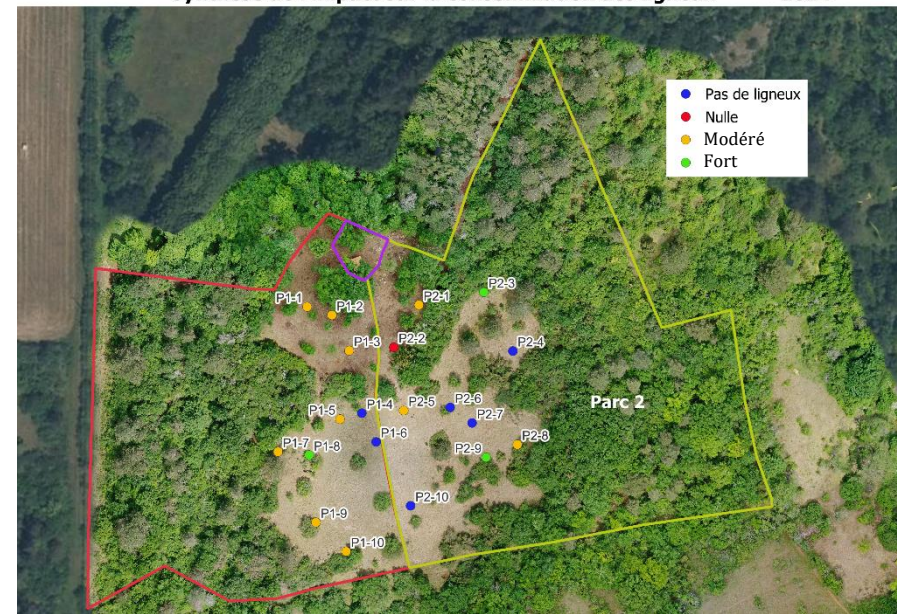 Pas de ligneux
Nulle
Modéré
Fort
P1-1
P1-2
P2-1
P2-3
P1-3
P2-2
P2-4
P1-4
P2-5
P2-6
P1-5
P2-7
Parc 2
P1-6
P1-7
P1-8
P2-9
P2-8
P2-10
P1-9
P1-10